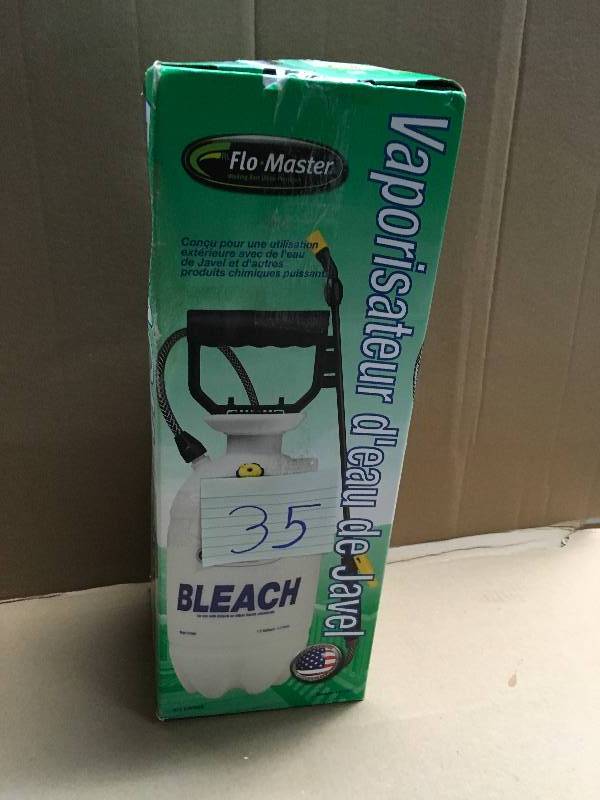 Flo Master
Conçu pour une utilisation
extérieure avec de l'eau
de Javel et d'autres
produits chimiques puissants
Vaporisateur d'eau de Javel
35
BLEACH